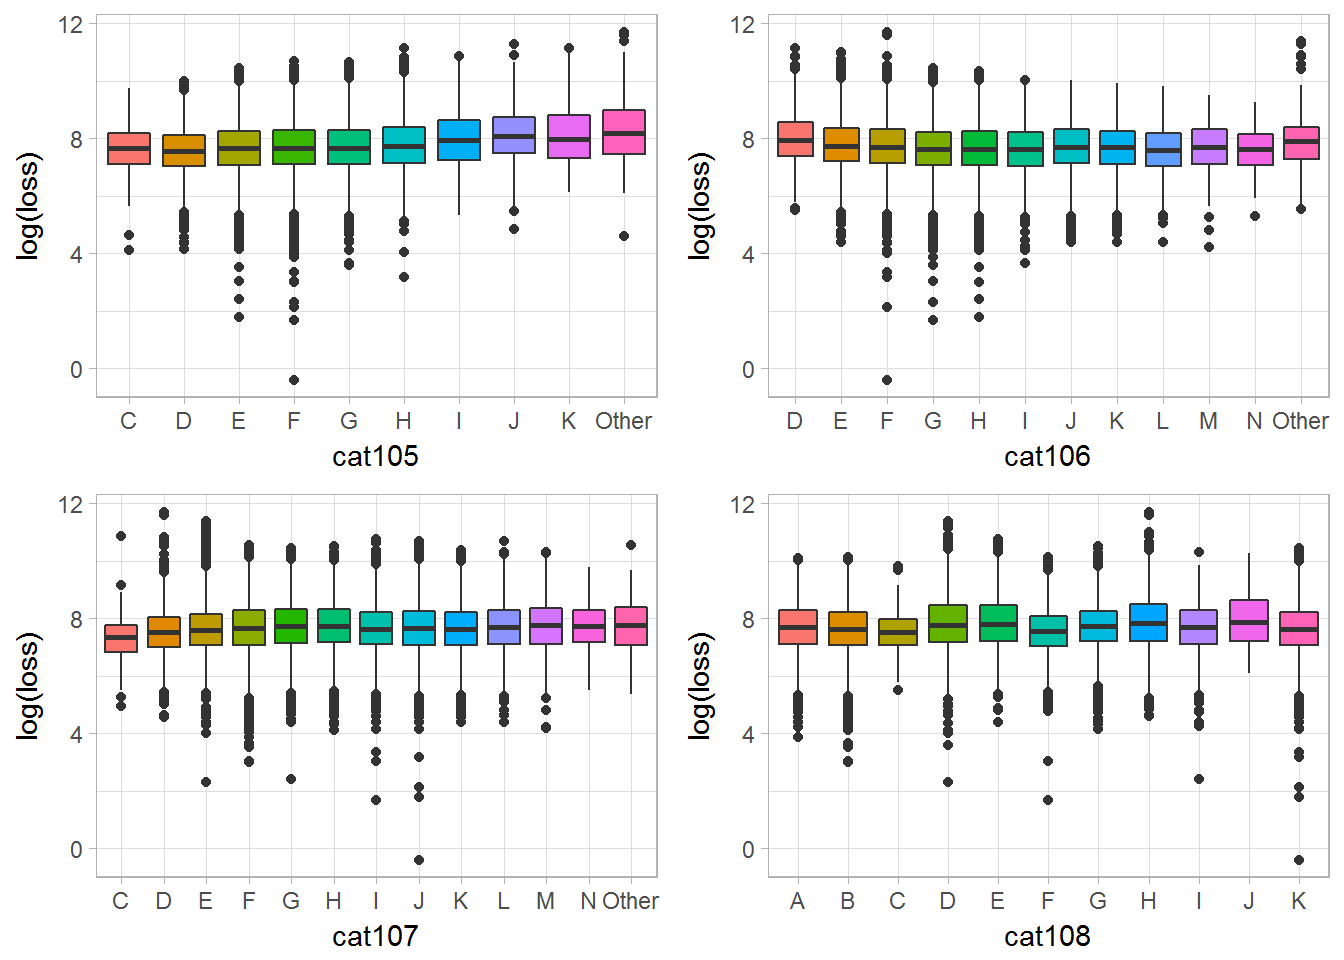 12
8
4
0
log(loss)
C D E F G H I J K Other
cat105
12
8
4
0
log(loss)
D E F G H I J K L M N Other
cat106
12
8
4
0
log(loss)
C D E F G H I J K L M N Other
cat107
12
8
4
0
log(loss)
A B C D E F G H I J K
cat108